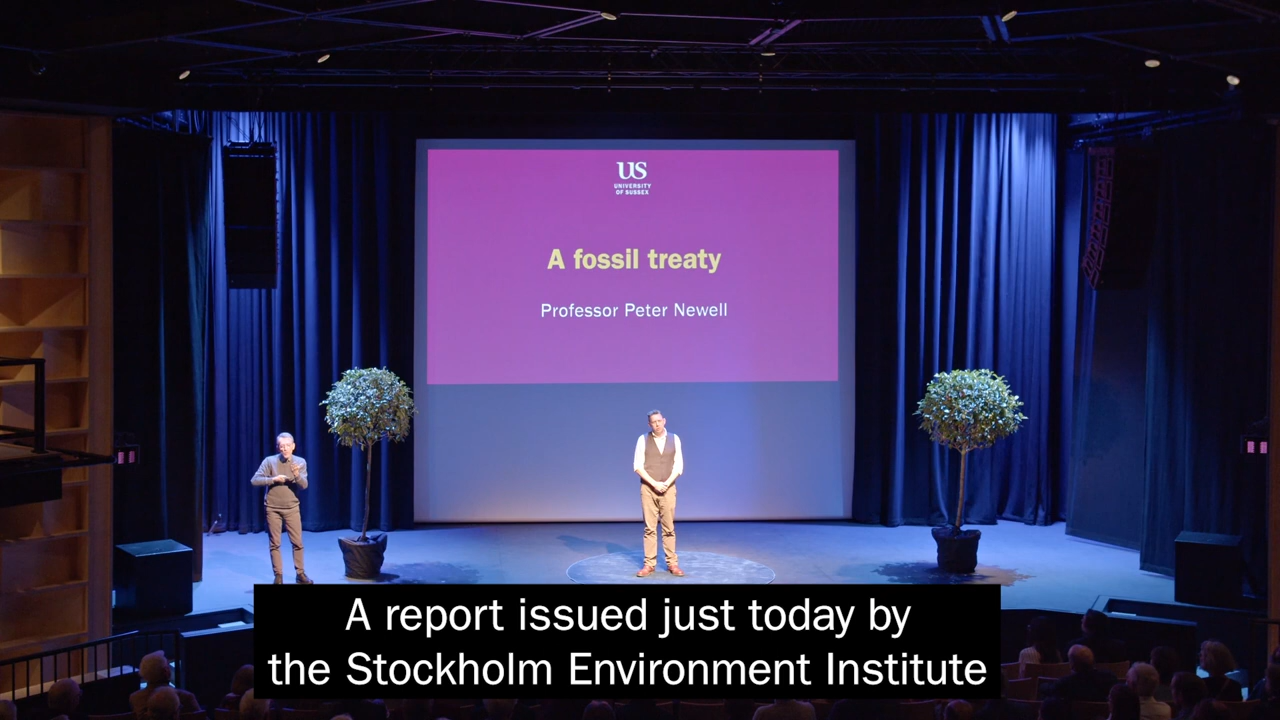 US
UNIVERSITY
OF SUSSEX
A fossil treaty
Professor Peter Newell
A report issued just today by
the Stockholm Environment Institute